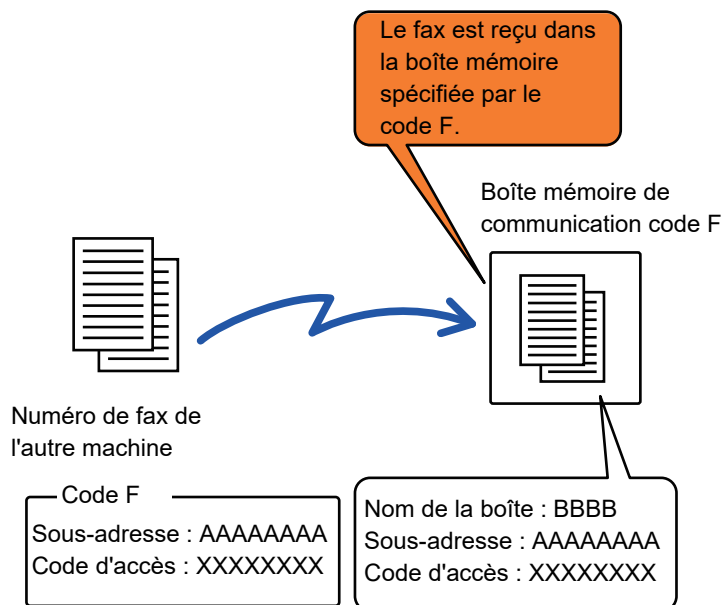 Le fax est reçu dans
la boîte mémoire
spécifiée par le
code F.
Boîte mémoire de
communication code F
Numéro de fax de
l'autre machine
Code F
Sous-adresse : AAAAAAAA
Code d'accès : XXXXXXXX
Nom de la boîte : BBBB
Sous-adresse : AAAAAAAA
Code d'accès : XXXXXXXX